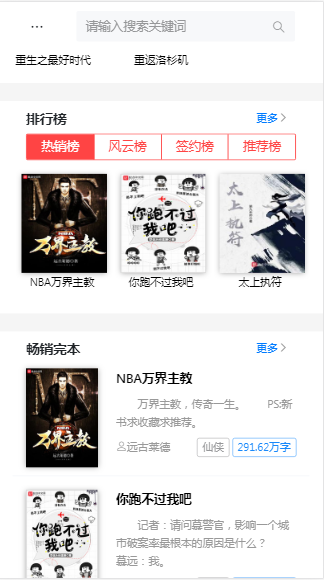 ...
请输入搜索关键词
重生之最好时代 重返洛杉矶
排行榜 更多 >
热销榜 风云榜 签约榜 推荐榜
万界主教
你跑不过我吧
太上执符
NBA万界主教 你跑不过我吧 太上执符
畅销完本 更多 >
万界主教
NBA万界主教
万界主教，传奇一生。 PS:新
书求收藏求推荐。
远古莱德 仙侠 291.62万字
你跑不过我吧
你跑不过我吧
记者：请问慕警官，影响一个城
市破案率最根本的原因是什么？
慕远：我。